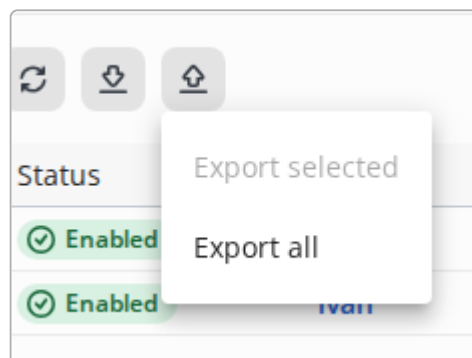 Status
Export selected
Enabled
Export all
Enabled
Ivan